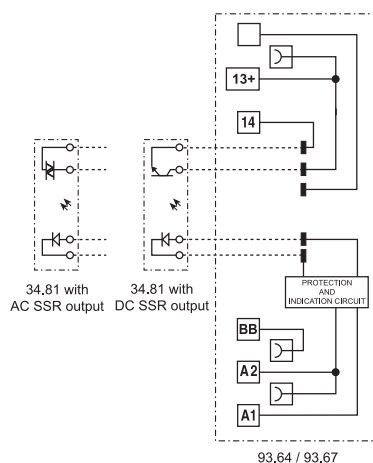 13+
14
PROTECTION
AND
INDICATION CIRCUIT
34.81 with
AC SSR output
34.81 with
DC SSR output
BB
A2
A1
93.64 / 93.67